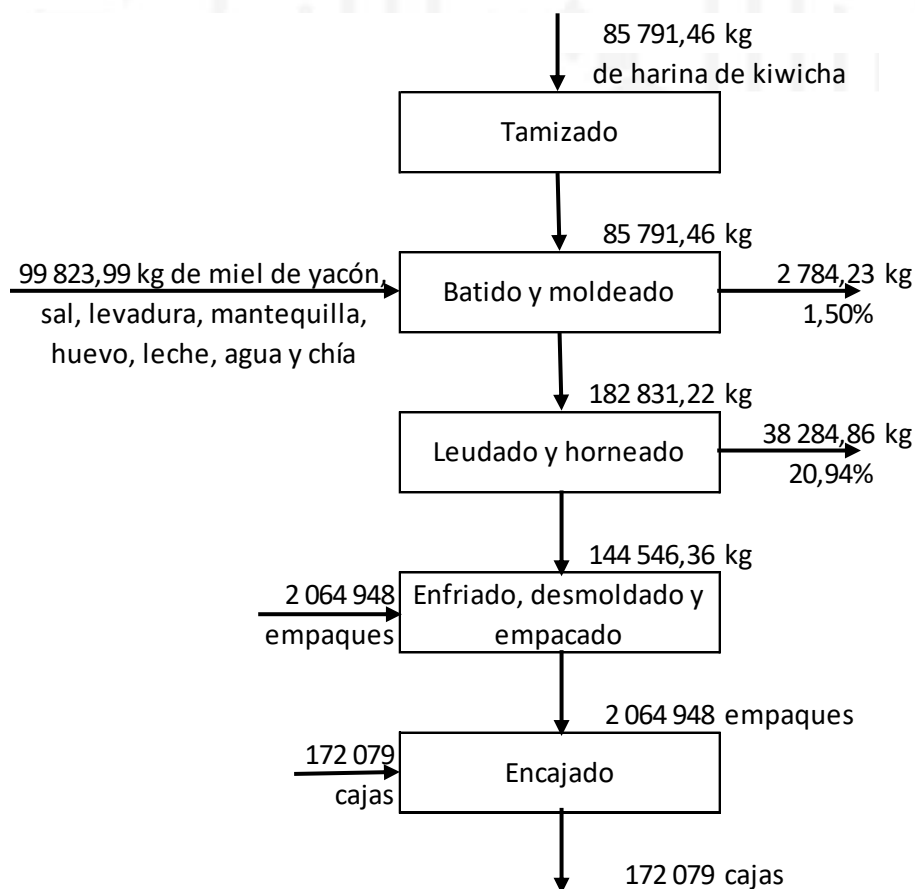 85 791,46 kg
de harina de kiwicha
Tamizado
85 791,46 kg
99 823,99 kg de miel de yacón,
sal, levadura, mantequilla,
huevo, leche, agua y chía
Batido y moldeado
2 784,23 kg
1,50%
182 831,22 kg
Leudado y horneado
38 284,86 kg
20,94%
144 546,36 kg
2 064 948
empaques
Enfriado, desmoldado y
empacado
2 064 948 empaques
172 079
cajas
Encajado
172 079 cajas